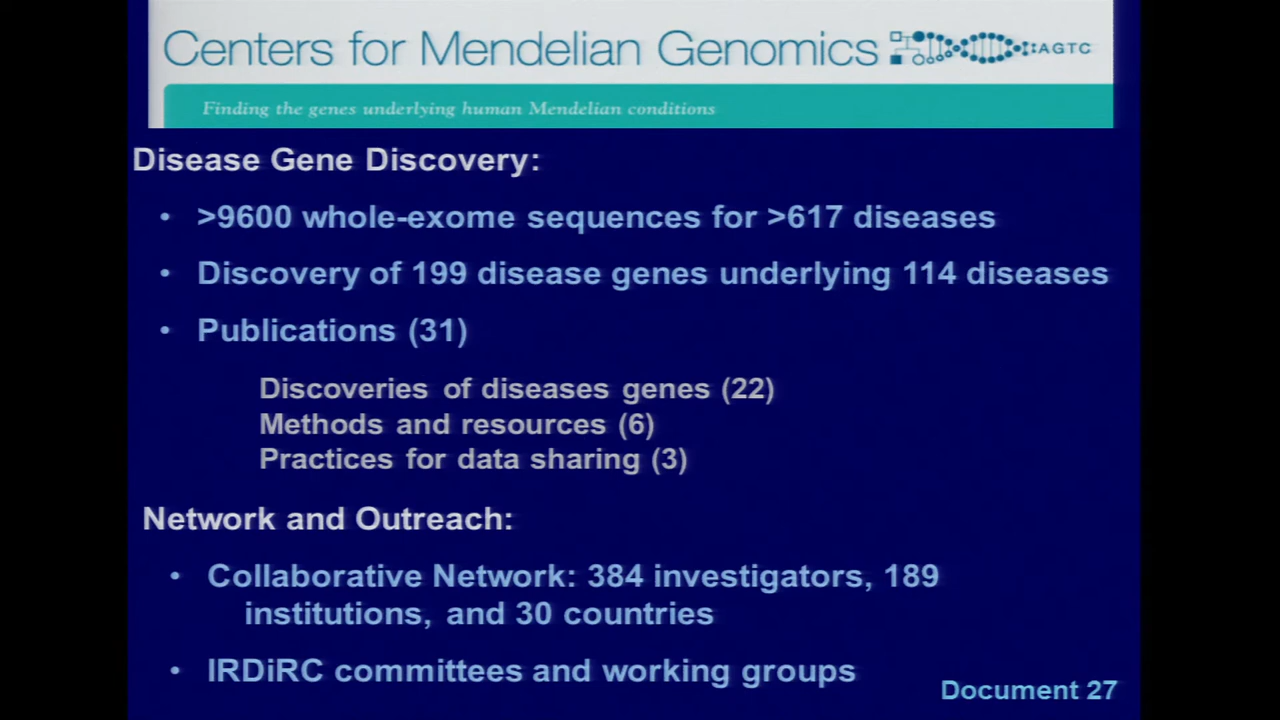 Centers for Mendelian Genomics
AGTC
Finding the genes underlying human Mendelian conditions
Disease Gene Discovery:
• >9600 whole-exome sequences for >617 diseases
• Discovery of 199 disease genes underlying 114 diseases
• Publications (31)
Discoveries of diseases genes (22)
Methods and resources (6)
Practices for data sharing (3)
Network and Outreach:
• Collaborative Network: 384 investigators, 189
institutions, and 30 countries
• IRDiRC committees and working groups
Document 27